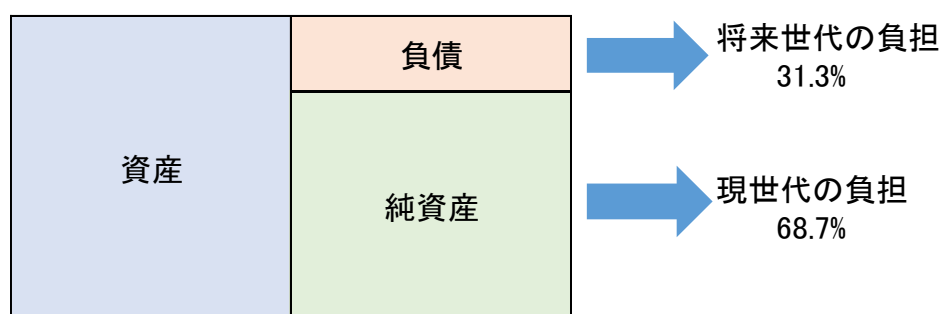 資産
負債
純資産
将来世代の負担
31.3%
現世代の負担
68.7%